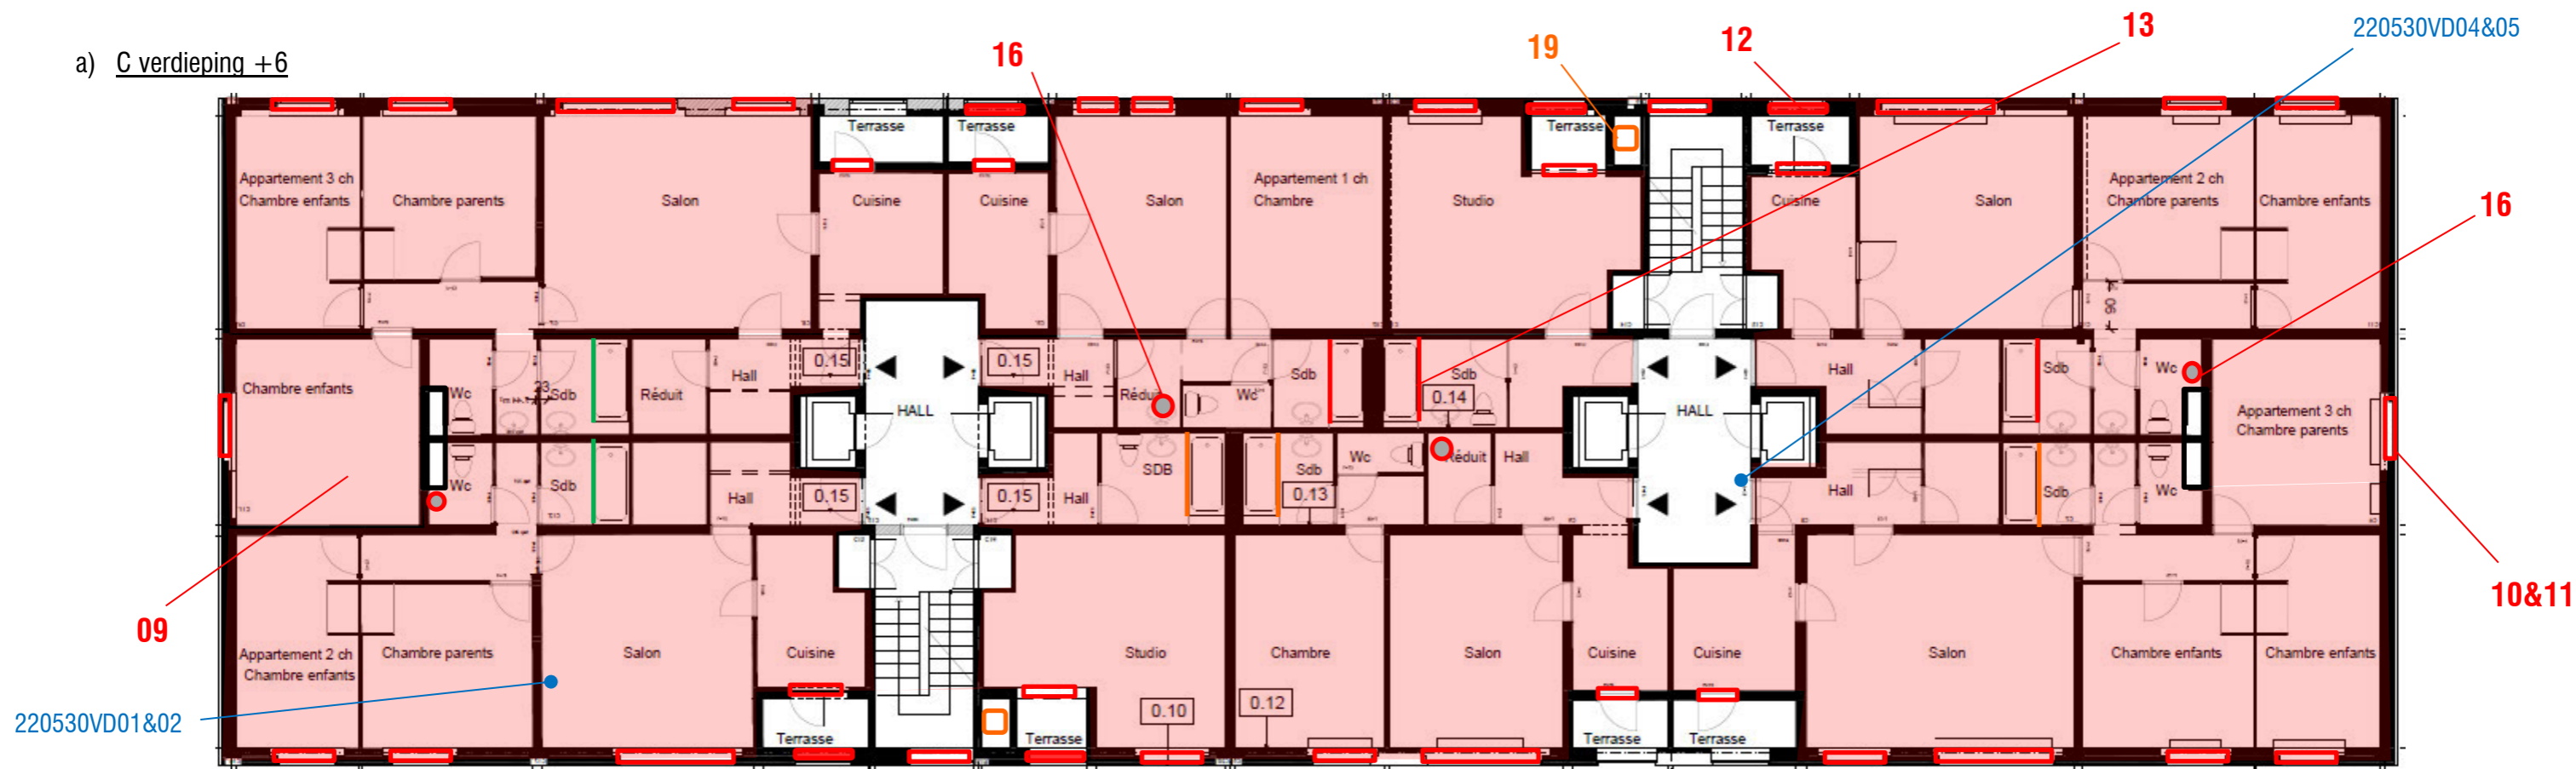 220530VD04&05
13
12
19
16
a) C verdieping +6
Terrasse
Terrasse
Terrasse
Terrasse
Appartement 3 ch
Chambre enfants
Chambre parents
Salon
Cuisine
Cuisine
Salon
Appartement 1 ch
Chambre
Studio
Cuisine
Salon
Appartement 2 ch
Chambre parents
Chambre enfants
16
90
0.15
0.15
Chambre enfants
Wc
23
Sdb
Réduit
Hall
Hall
Réduit
Wc
Sdb
Sdb
0.14
Hall
Sdb
Wc
HALL
HALL
Appartement 3 ch
Chambre parents
Wc
Sdb
Hall
0.15
0.15
Hall
SDB
Sdb
0.13
Wc
Réduit
Hall
Hall
Sdb
Wc
10&11
09
Appartement 2 ch
Chambre enfants
Chambre parents
Salon
Cuisine
Studio
Chambre
Salon
Cuisine
Cuisine
Salon
Chambre enfants
Chambre enfants
0.10
0.12
220530VD01&02
Terrasse
Terrasse
Terrasse
Terrasse